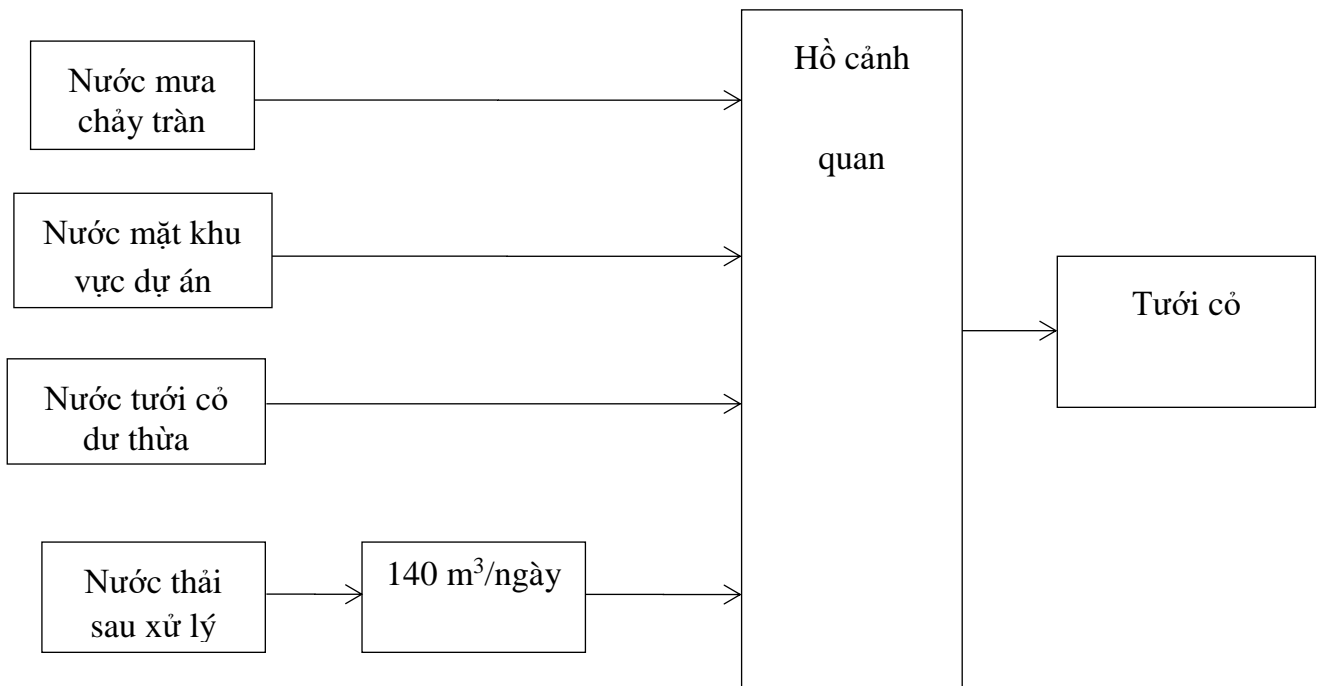 Nước mưa
chảy tràn
Hồ cảnh
quan
Nước mặt khu
vực dự án
Tưới cỏ
Nước tưới cỏ
dư thừa
Nước thải
sau xử lý
140 m³/ngày